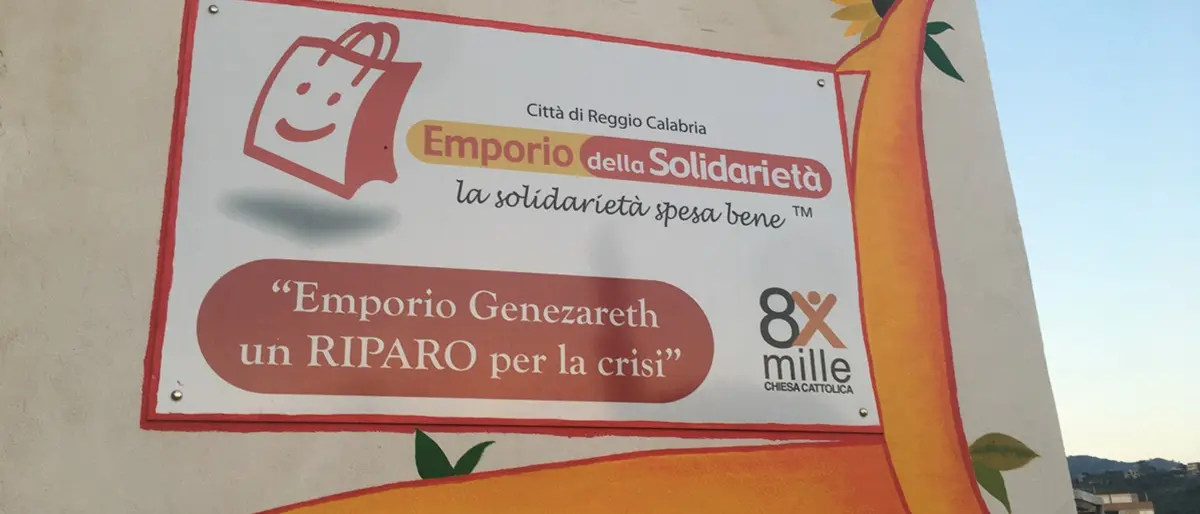 Città di Reggio Calabria
Emporio della Solidarietà
la solidarietà spesa bene ™
“Emporio Genezareth
un RIPARO per la crisi”
8X
mille
CHIESA CATTOLICA